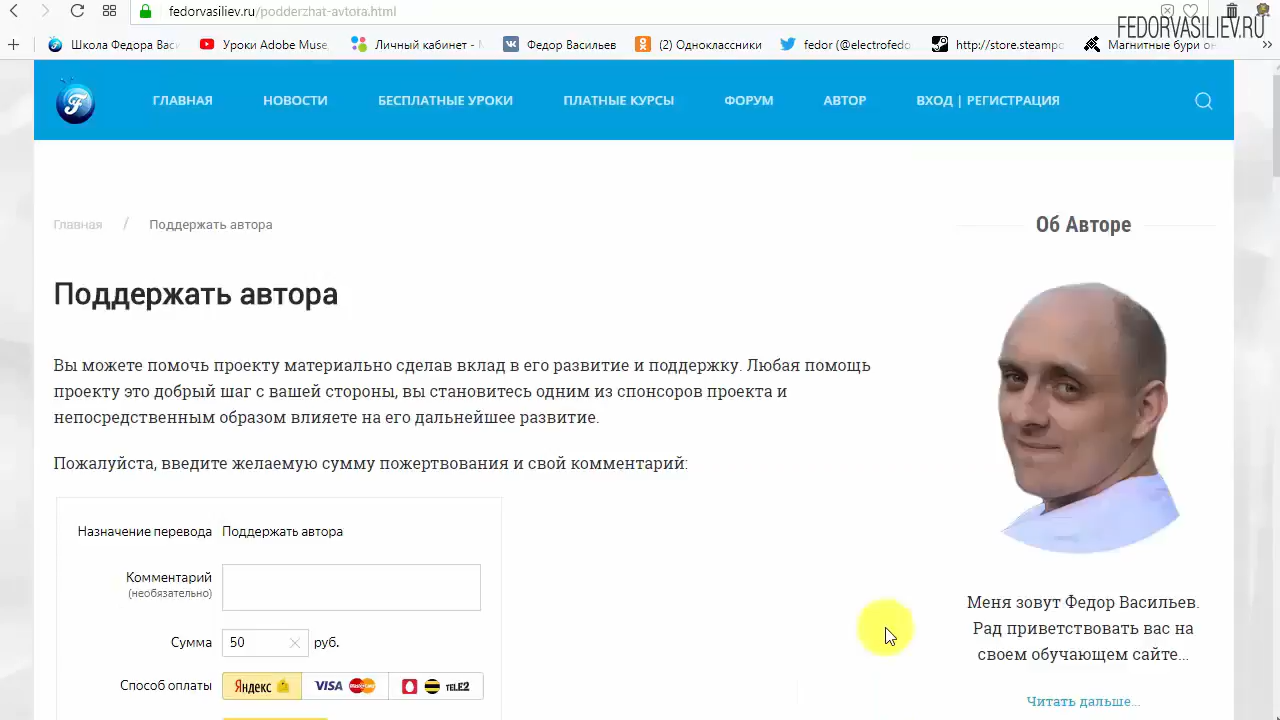 fedorvasiliev.ru/podderzhat-avtora.html
FEDORVASILIEV.RU
Школа Федора Вас
Уроки Adobe Muse
Личный кабинет -
Федор Васильев
(2) Одноклассники
fedor (@electrofedo
http://store.steampo
Магнитные бури он
ГЛАВНАЯ
НОВОСТИ
БЕСПЛАТНЫЕ УРОКИ
ПЛАТНЫЕ КУРСЫ
ФОРУМ
АВТОР
ВХОД | РЕГИСТРАЦИЯ
Главная / Поддержать автора
Поддержать автора
Вы можете помочь проекту материально сделав вклад в его развитие и поддержку. Любая помощь
проекту это добрый шаг с вашей стороны, вы становитесь одним из спонсоров проекта и
непосредственным образом влияете на его дальнейшее развитие.
Пожалуйста, введите желаемую сумму пожертвования и свой комментарий:
Назначение перевода Поддержать автора
Комментарий
(необязательно)
Сумма 50 руб.
Способ оплаты Яндекс VISA TELE2
Об Авторе
Меня зовут Федор Васильев.
Рад приветствовать вас на
своем обучающем сайте...
Читать дальше...